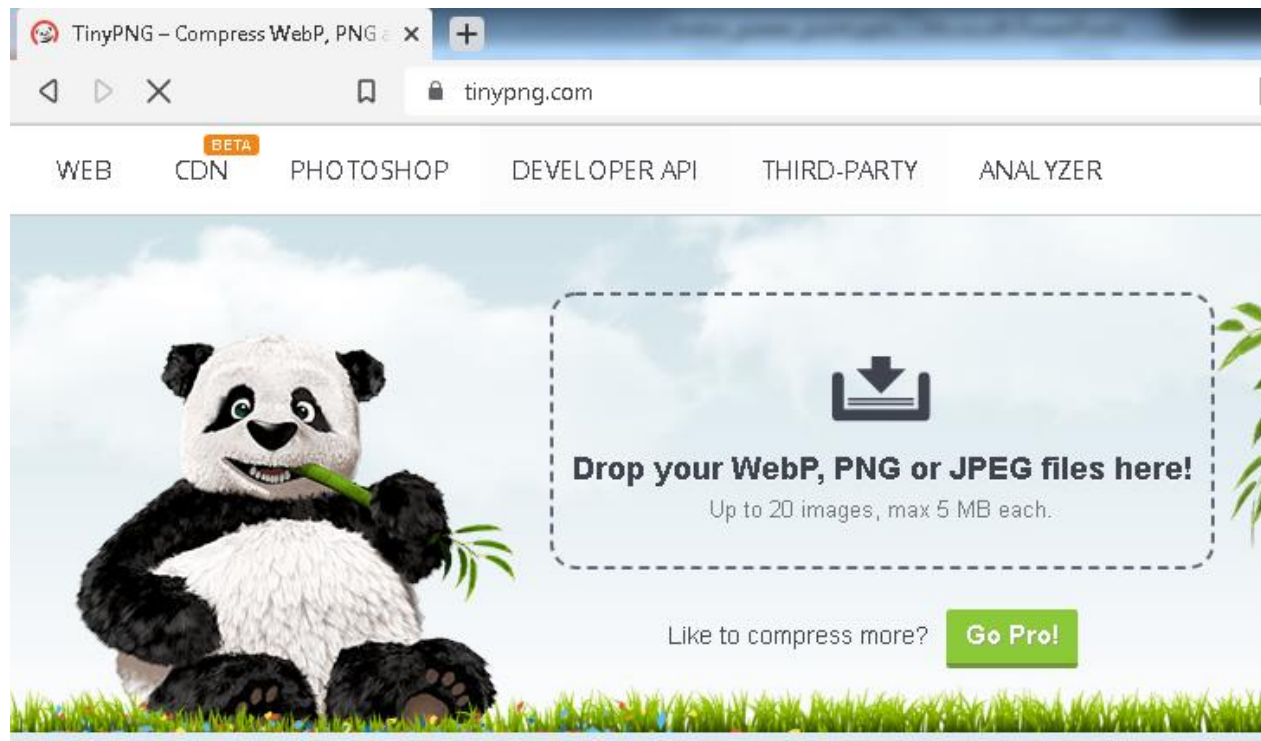 TinyPNG – Compress WebP, PNG
tinypng.com
BETA
WEB CDN PHOTOSHOP DEVELOPER API THIRD-PARTY ANALYZER
Drop your WebP, PNG or JPEG files here!
Up to 20 images, max 5 MB each.
Like to compress more? Go Pro!